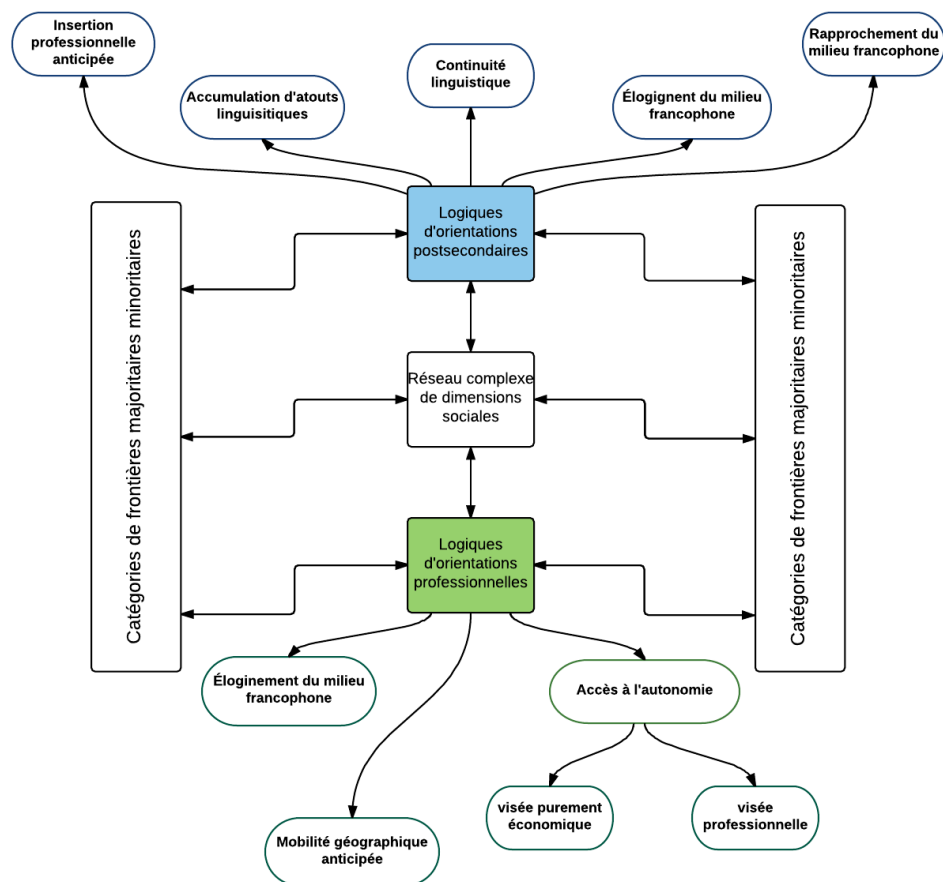 Insertion
professionnelle
anticipée
Accumulation d'atouts
linguisitiques
Continuité
linguistique
Élogignent du milieu
francophone
Rapprochement du
milieu francophone
Logiques
d'orientations
postsecondaires
Catégories de frontières majoritaires minoritaires
Réseau complexe
de dimensions
sociales
Catégories de frontières majoritaires minoritaires
Logiques
d'orientations
professionnelles
Éloginement du milieu
francophone
Accès à l'autonomie
Mobilité géographique
anticipée
visée purement
économique
visée
professionnelle